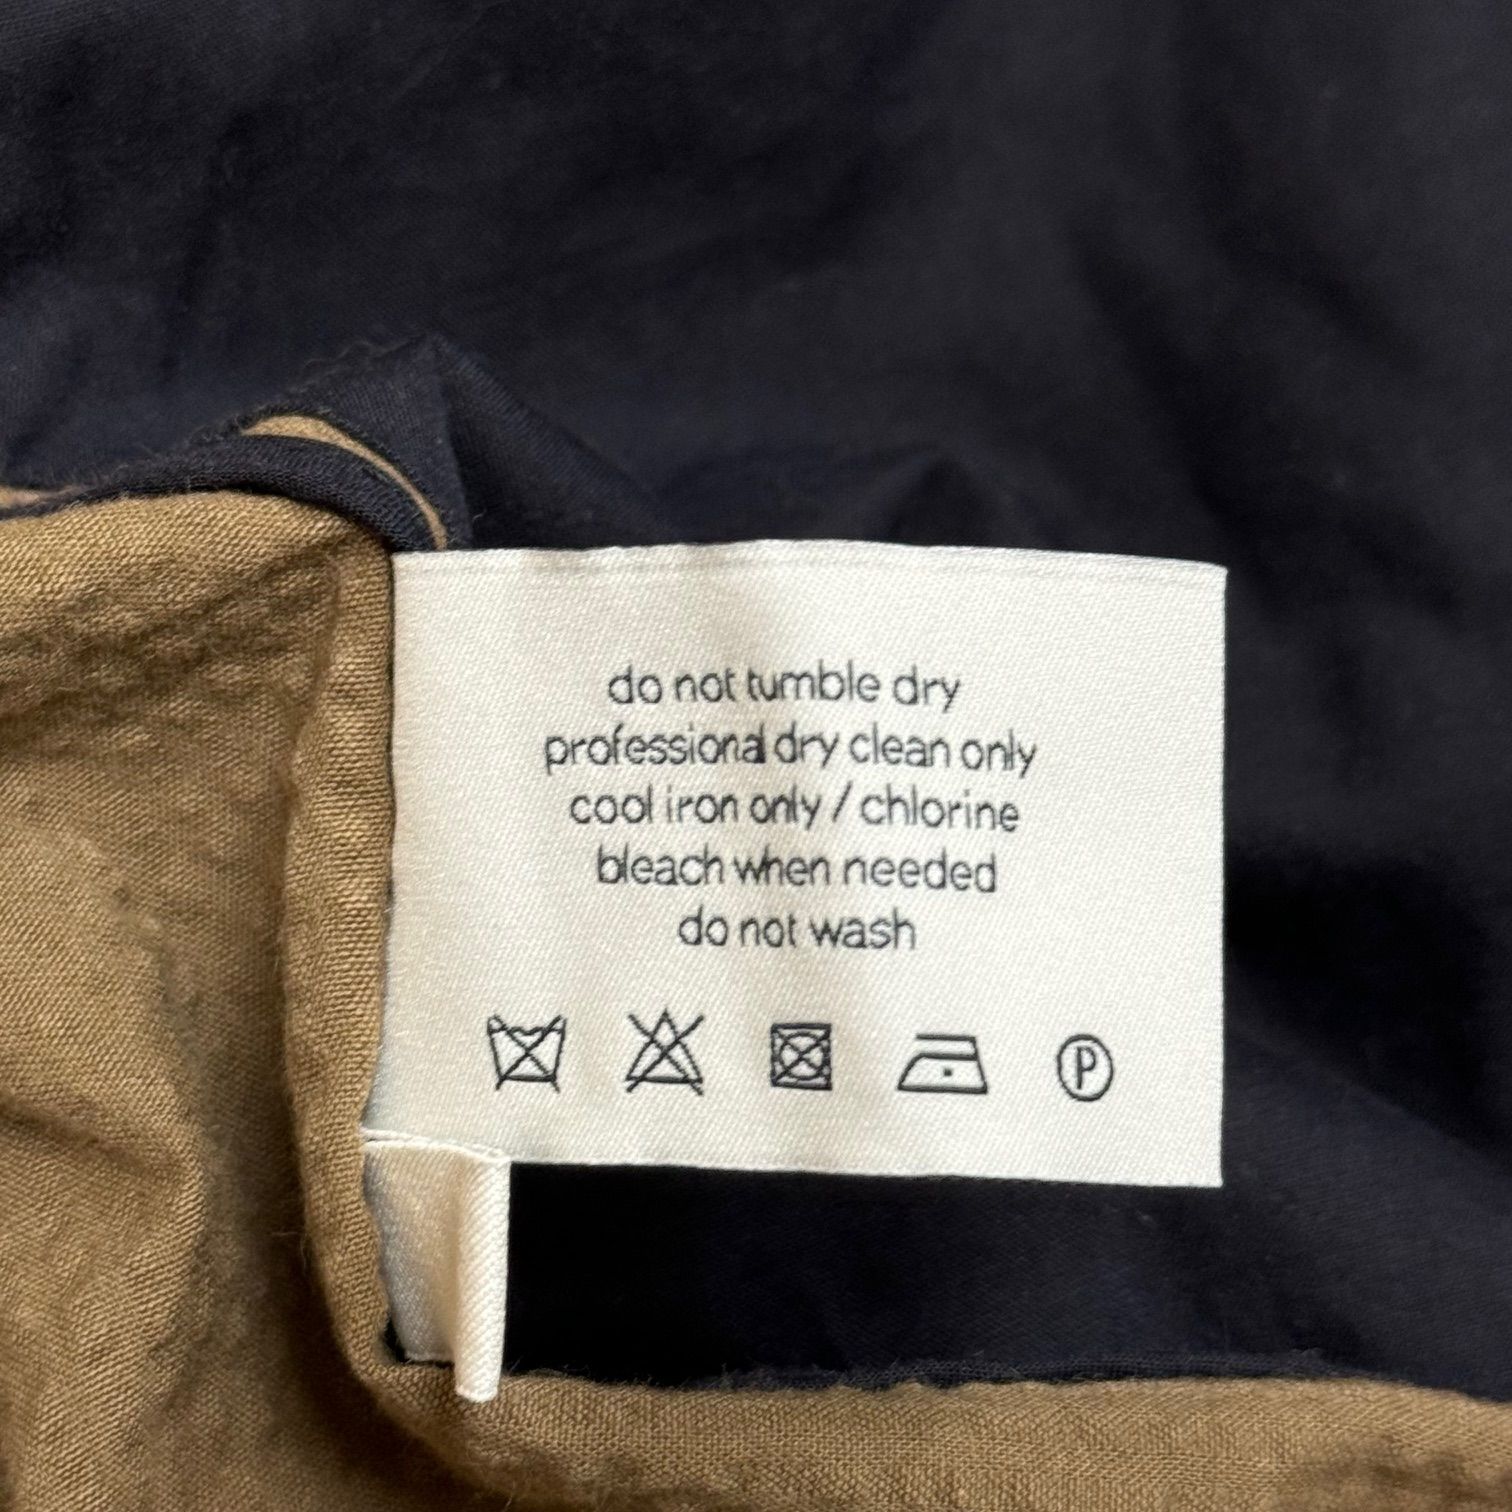 do not tumble dry
professional dry clean only
cool iron only / chlorine
bleach when needed
do not wash
P